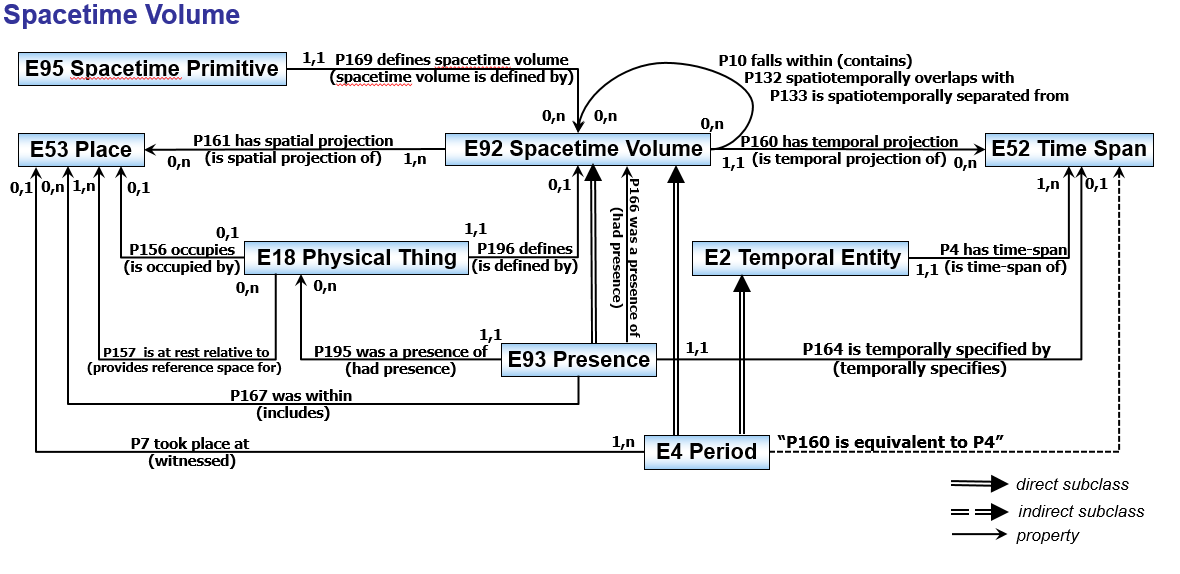 Spacetime Volume
E95 Spacetime Primitive
1,1
P169 defines spacetime volume
(spacetime volume is defined by)
P10 falls within (contains)
P132 spatiotemporally overlaps with
P133 is spatiotemporally separated from
0,n
0,n
0,n
E53 Place
P161 has spatial projection
(is spatial projection of)
0,n
1,n
E92 Spacetime Volume
P160 has temporal projection
(is temporal projection of)
1,1
0,n
E52 Time Span
0,1
0,n
1,n
0,1
0,1
1,n
0,1
P166 was a presence of
(had presence)
0,1
P156 occupies
(is occupied by)
E18 Physical Thing
1,1
P196 defines
(is defined by)
E2 Temporal Entity
P4 has time-span
(is time-span of)
1,1
0,n
0,n
P157 is at rest relative to
(provides reference space for)
P195 was a presence of
(had presence)
1,1
E93 Presence
1,1
P164 is temporally specified by
(temporally specifies)
P167 was within
(includes)
P7 took place at
(witnessed)
1,n
E4 Period
“P160 is equivalent to P4”
direct subclass
indirect subclass
property